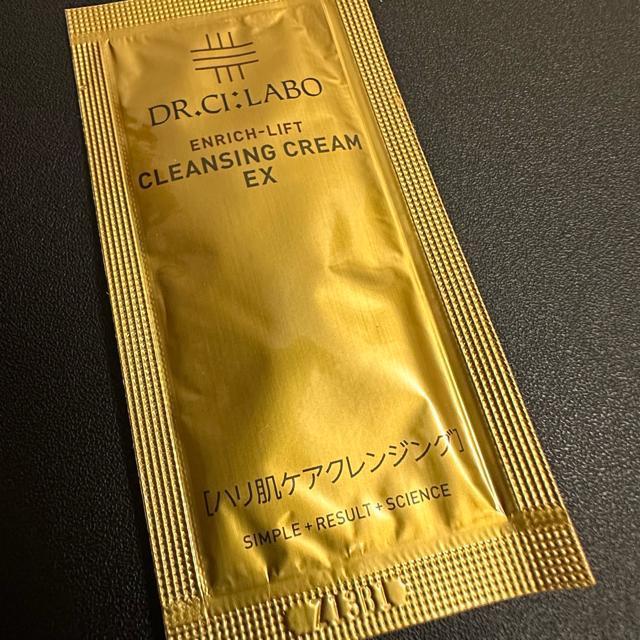 DR.CI:LABO
ENRICH-LIFT
CLEANSING CREAM
EX
[ハリ肌ケアクレンジング]
SIMPLE+RESULT+SCIENCE